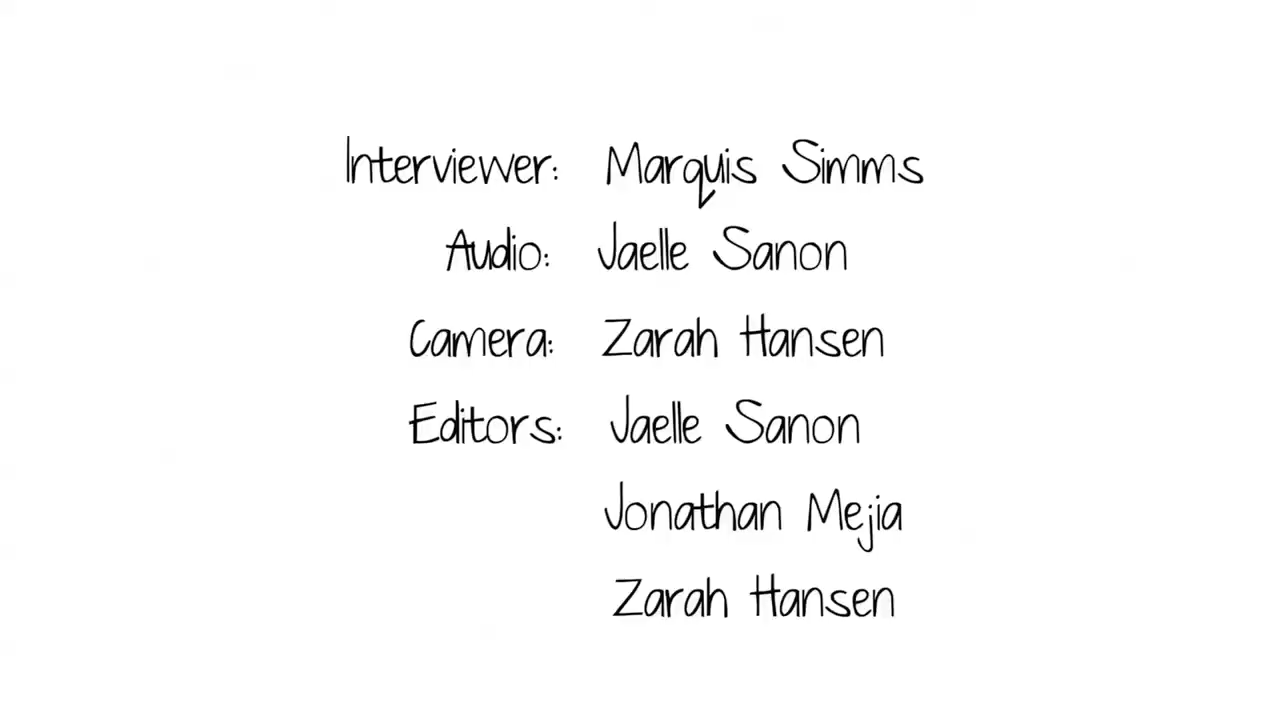 Interviewer: Marquis Simms
Audio: Jaelle Sanon
Camera: Zarah Hansen
Editors: Jaelle Sanon
Jonathan Mejia
Zarah Hansen